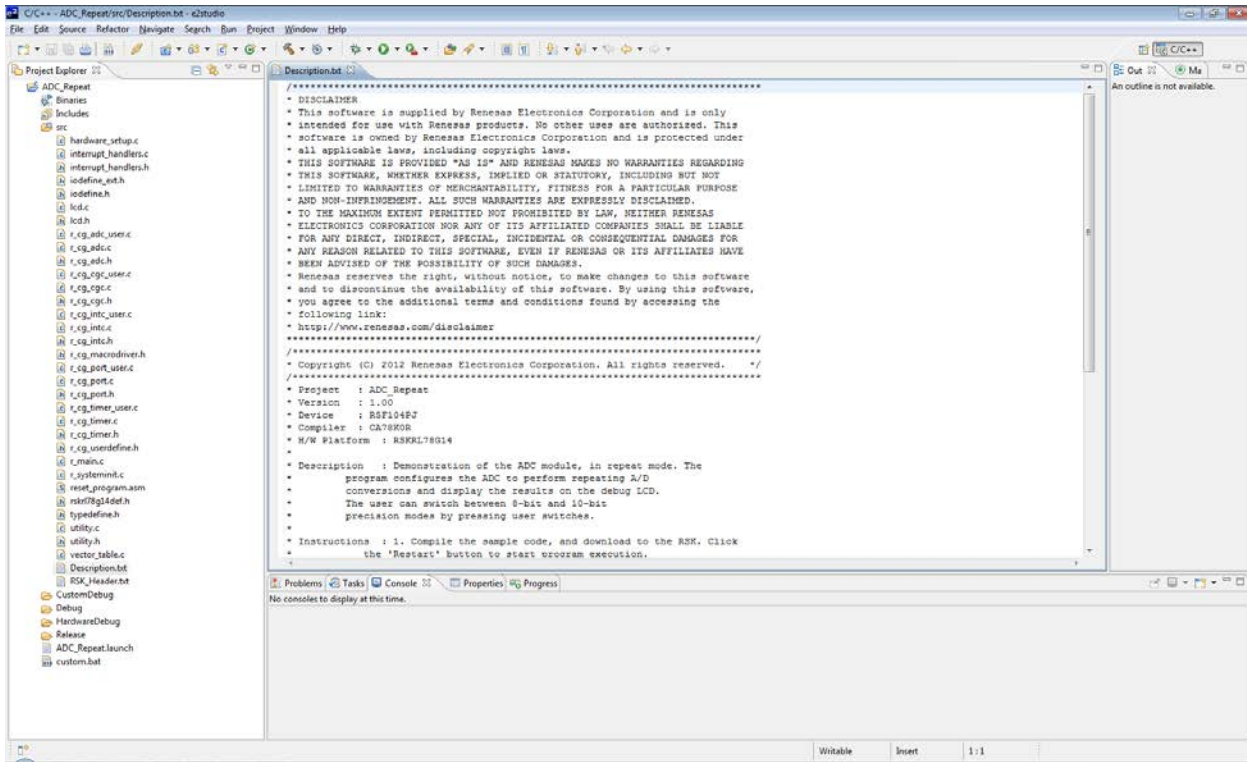 C/C++ - ADC_Repeat/src/Description.txt - e2studio
File Edit Source Refactor Navigate Search Run Project Window Help
C/C++
Project Explorer
ADC_Repeat
Binaries
Includes
src
hardware_setup.c
interrupt_handlers.c
interrupt_handlers.h
iodefine_ext.h
iodefine.h
lcd.c
lcd.h
r_cg_adc_user.c
r_cg_adc.c
r_cg_adc.h
r_cg_cgc_user.c
r_cg_cgc.c
r_cg_cgc.h
r_cg_intc_user.c
r_cg_intc.c
r_cg_intc.h
r_cg_macrodriver.h
r_cg_port_user.c
r_cg_port.c
r_cg_port.h
r_cg_timer_user.c
r_cg_timer.c
r_cg_timer.h
r_cg_userdefine.h
r_main.c
r_systeminit.c
reset_program.asm
rskrl78g14def.h
typedefine.h
utility.c
utility.h
vector_table.c
Description.txt
RSK_Header.txt
CustomDebug
Debug
HardwareDebug
Release
ADC_Repeat.launch
custom.bat
Description.txt
/******************************************************************************
* DISCLAIMER
* This software is supplied by Renesas Electronics Corporation and is only
* intended for use with Renesas products. No other uses are authorized. This
* software is owned by Renesas Electronics Corporation and is protected under
* all applicable laws, including copyright laws.
* THIS SOFTWARE IS PROVIDED "AS IS" AND RENESAS MAKES NO WARRANTIES REGARDING
* THIS SOFTWARE, WHETHER EXPRESS, IMPLIED OR STATUTORY, INCLUDING BUT NOT
* LIMITED TO WARRANTIES OF MERCHANTABILITY, FITNESS FOR A PARTICULAR PURPOSE
* AND NON-INFRINGEMENT. ALL SUCH WARRANTIES ARE EXPRESSLY DISCLAIMED.
* TO THE MAXIMUM EXTENT PERMITTED NOT PROHIBITED BY LAW, NEITHER RENESAS
* ELECTRONICS CORPORATION NOR ANY OF ITS AFFILIATED COMPANIES SHALL BE LIABLE
* FOR ANY DIRECT, INDIRECT, SPECIAL, INCIDENTAL OR CONSEQUENTIAL DAMAGES FOR
* ANY REASON RELATED TO THIS SOFTWARE, EVEN IF RENESAS OR ITS AFFILIATES HAVE
* BEEN ADVISED OF THE POSSIBILITY OF SUCH DAMAGES.
* Renesas reserves the right, without notice, to make changes to this software
* and to discontinue the availability of this software. By using this software,
* you agree to the additional terms and conditions found by accessing the
* following link:
* http://www.renesas.com/disclaimer
******************************************************************************/
/******************************************************************************
* Copyright (C) 2012 Renesas Electronics Corporation. All rights reserved. */
/******************************************************************************
* Project : ADC_Repeat
* Version : 1.00
* Device : R5F104PJ
* Compiler : CA78K0R
* H/W Platform : RSKRL78G14
*
* Description : Demonstration of the ADC module, in repeat mode. The
* program configures the ADC to perform repeating A/D
* conversions and display the results on the debug LCD.
* The user can switch between 8-bit and 10-bit
* precision modes by pressing user switches.
*
* Instructions : 1. Compile the sample code, and download to the RSK. Click
* the 'Restart' button to start program execution.
Out
Ma
An outline is not available.
Problems Tasks Console Properties Progress
No consoles to display at this time.
Writable Insert 1:1